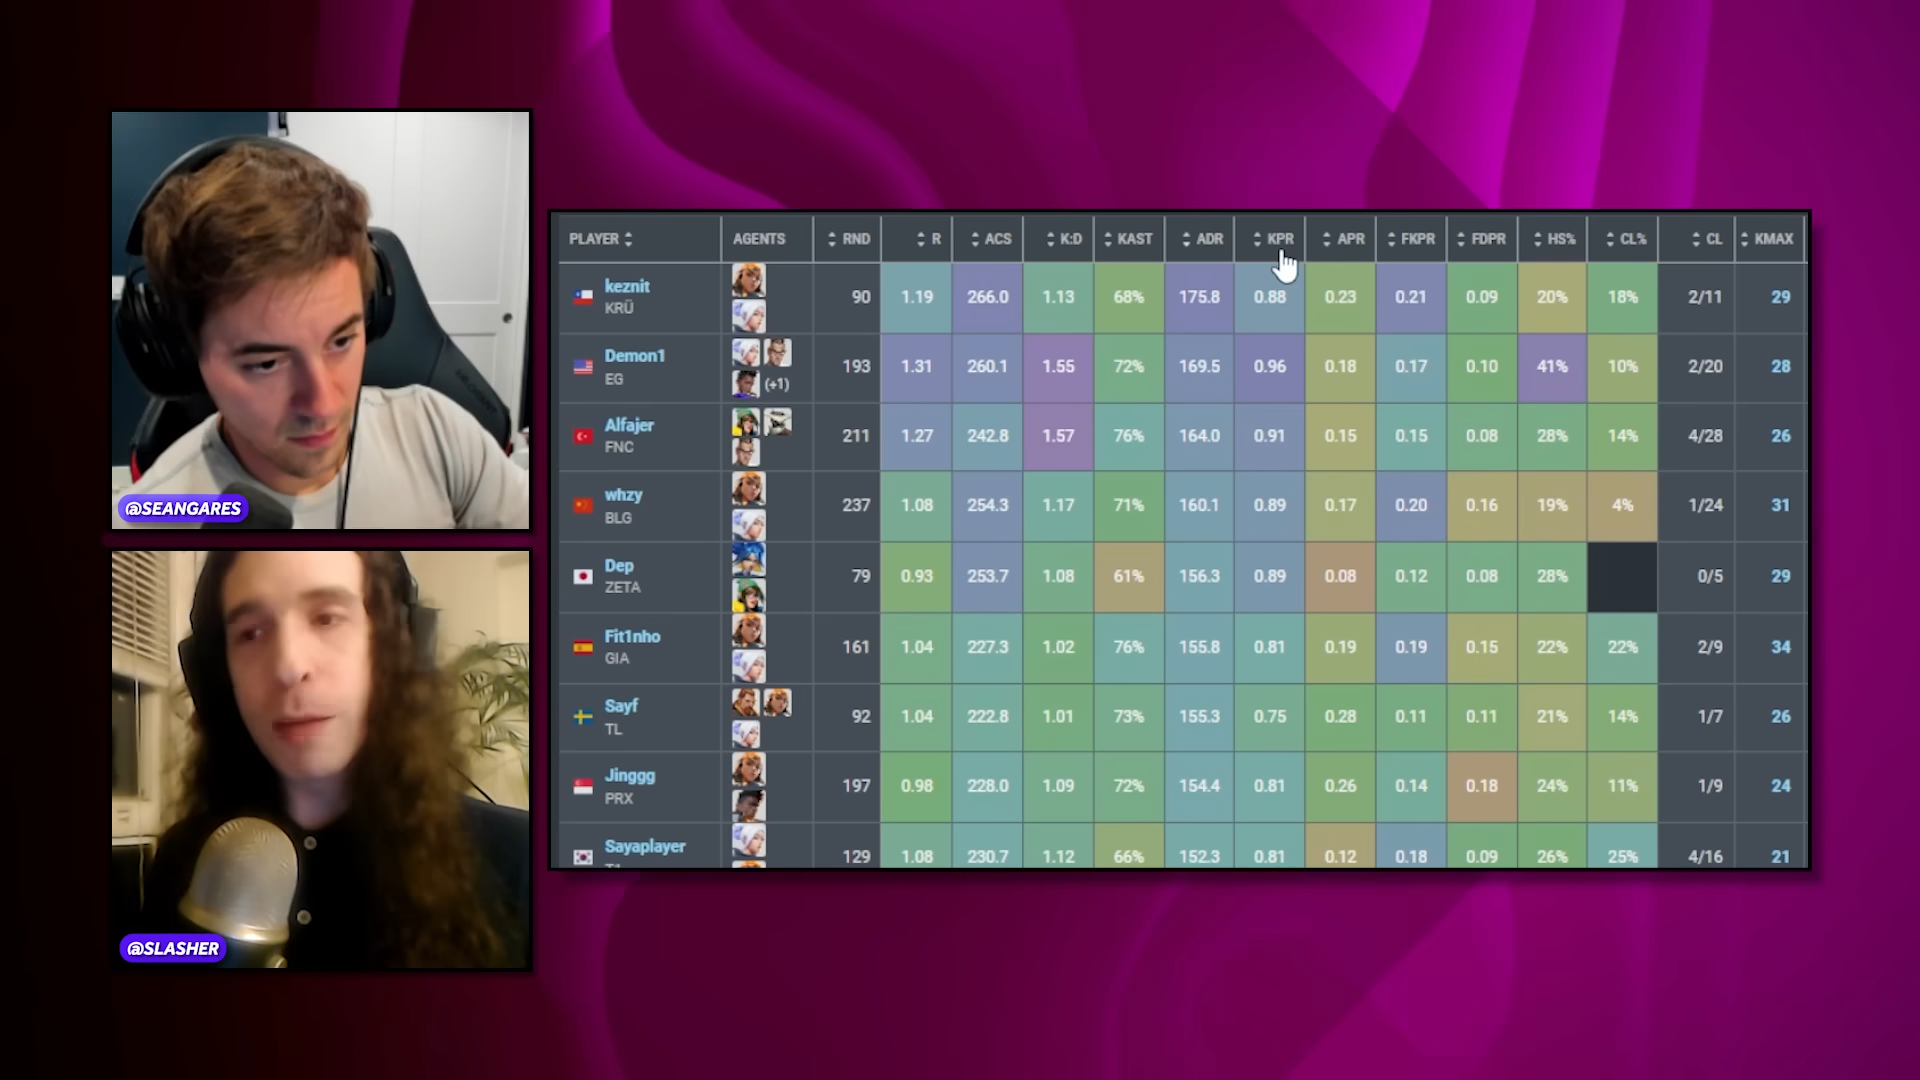 PLAYER AGENTS RND R ACS K:D KAST ADR KPR APR FKPR FDPR HS% CL% CL KMAX
keznit
KRÜ
90 1.19 266.0 1.13 68% 175.8 0.88 0.23 0.21 0.09 20% 18% 2/11 29
Demon1
EG
(+1)
193 1.31 260.1 1.55 72% 169.5 0.96 0.18 0.17 0.10 41% 10% 2/20 28
Alfajer
FNC
211 1.27 242.8 1.57 76% 164.0 0.91 0.15 0.15 0.08 28% 14% 4/28 26
whzy
BLG
237 1.08 254.3 1.17 71% 160.1 0.89 0.17 0.20 0.16 19% 4% 1/24 31
Dep
ZETA
79 0.93 253.7 1.08 61% 156.3 0.89 0.08 0.12 0.08 28% 0/5 29
Fit1nho
GIA
161 1.04 227.3 1.02 76% 155.8 0.81 0.19 0.19 0.15 22% 22% 2/9 34
Sayf
TL
92 1.04 222.8 1.01 73% 155.3 0.75 0.28 0.11 0.11 21% 14% 1/7 26
Jinggg
PRX
197 0.98 228.0 1.09 72% 154.4 0.81 0.26 0.14 0.18 24% 11% 1/9 24
Sayaplayer
129 1.08 230.7 1.12 66% 152.3 0.81 0.12 0.18 0.09 26% 25% 4/16 21
@SEANGARES
@SLASHER